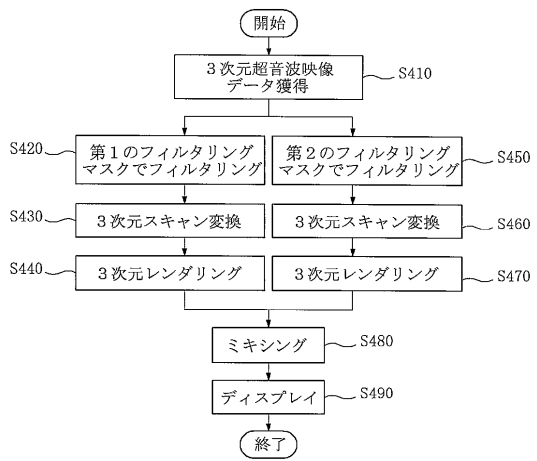 開始
3次元超音波映像
データ獲得
S410
第1のフィルタリング
マスクでフィルタリング
S420
第2のフィルタリング
マスクでフィルタリング
S450
3次元スキャン変換
S430
3次元スキャン変換
S460
3次元レンダリング
S440
3次元レンダリング
S470
ミキシング
S480
ディスプレイ
S490
終了